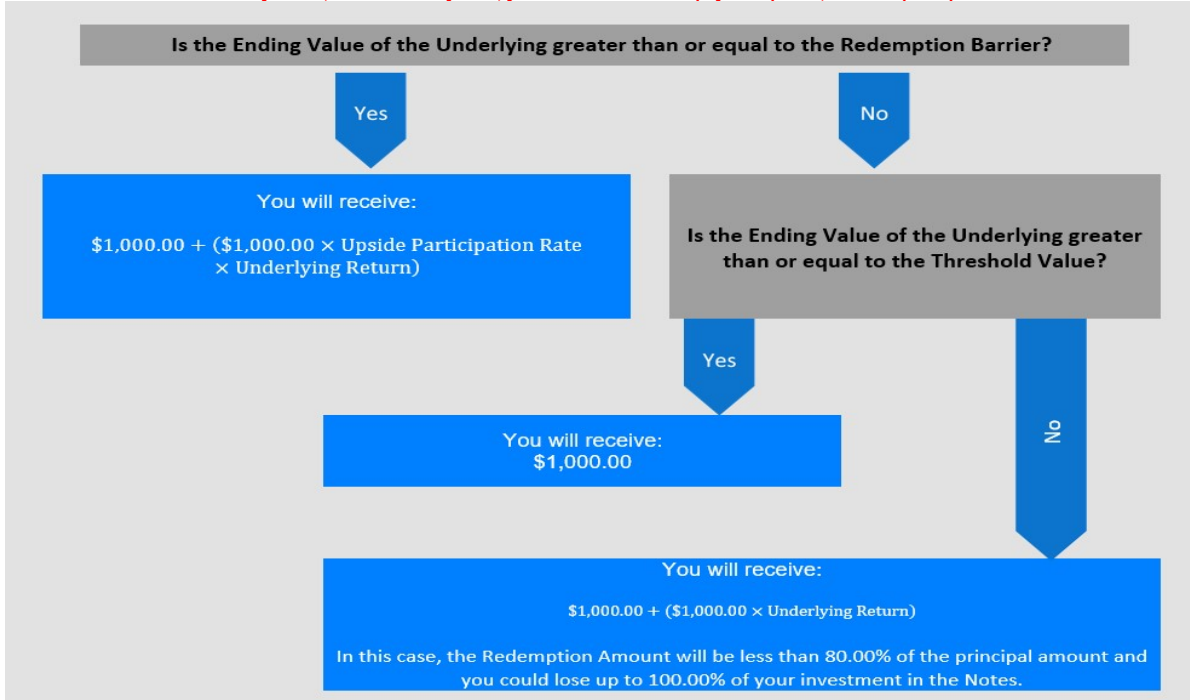 Is the Ending Value of the Underlying greater than or equal to the Redemption Barrier?
Yes
No
You will receive:
$1,000.00 + ($1,000.00 × Upside Participation Rate
× Underlying Return)
Is the Ending Value of the Underlying greater
than or equal to the Threshold Value?
Yes
No
You will receive:
$1,000.00
You will receive:
$1,000.00 + ($1,000.00 × Underlying Return)
In this case, the Redemption Amount will be less than 80.00% of the principal amount and
you could lose up to 100.00% of your investment in the Notes.